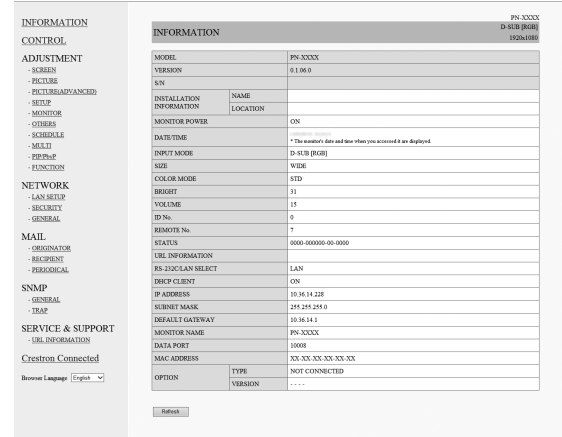 INFORMATION
CONTROL
ADJUSTMENT
- SCREEN
- PICTURE
- PICTURE(ADVANCED)
- SETUP
- MONITOR
- OTHERS
- SCHEDULE
- MULTI
- PIP/PbyP
- FUNCTION
NETWORK
- LAN SETUP
- SECURITY
- GENERAL
MAIL
- ORIGINATOR
- RECIPIENT
- PERIODICAL
SNMP
- GENERAL
- TRAP
SERVICE & SUPPORT
- URL INFORMATION
Crestron Connected
Browser Language English
PN-XXXX
INFORMATION
D-SUB [RGB]
1920x1080
MODEL PN-XXXX
VERSION 0.1.06.0
S/N
INSTALLATION INFORMATION NAME
LOCATION
MONITOR POWER ON
DATE/TIME
* The monitor's date and time when you accessed it are displayed.
INPUT MODE D-SUB [RGB]
SIZE WIDE
COLOR MODE STD
BRIGHT 31
VOLUME 15
ID No. 0
REMOTE No. 7
STATUS 0000-000000-00-0000
URL INFORMATION
RS-232C/LAN SELECT LAN
DHCP CLIENT ON
IP ADDRESS 10.36.14.228
SUBNET MASK 255.255.255.0
DEFAULT GATEWAY 10.36.14.1
MONITOR NAME PN-XXXX
DATA PORT 10008
MAC ADDRESS XX-XX-XX-XX-XX-XX
OPTION TYPE NOT CONNECTED
VERSION - - - -
Refresh